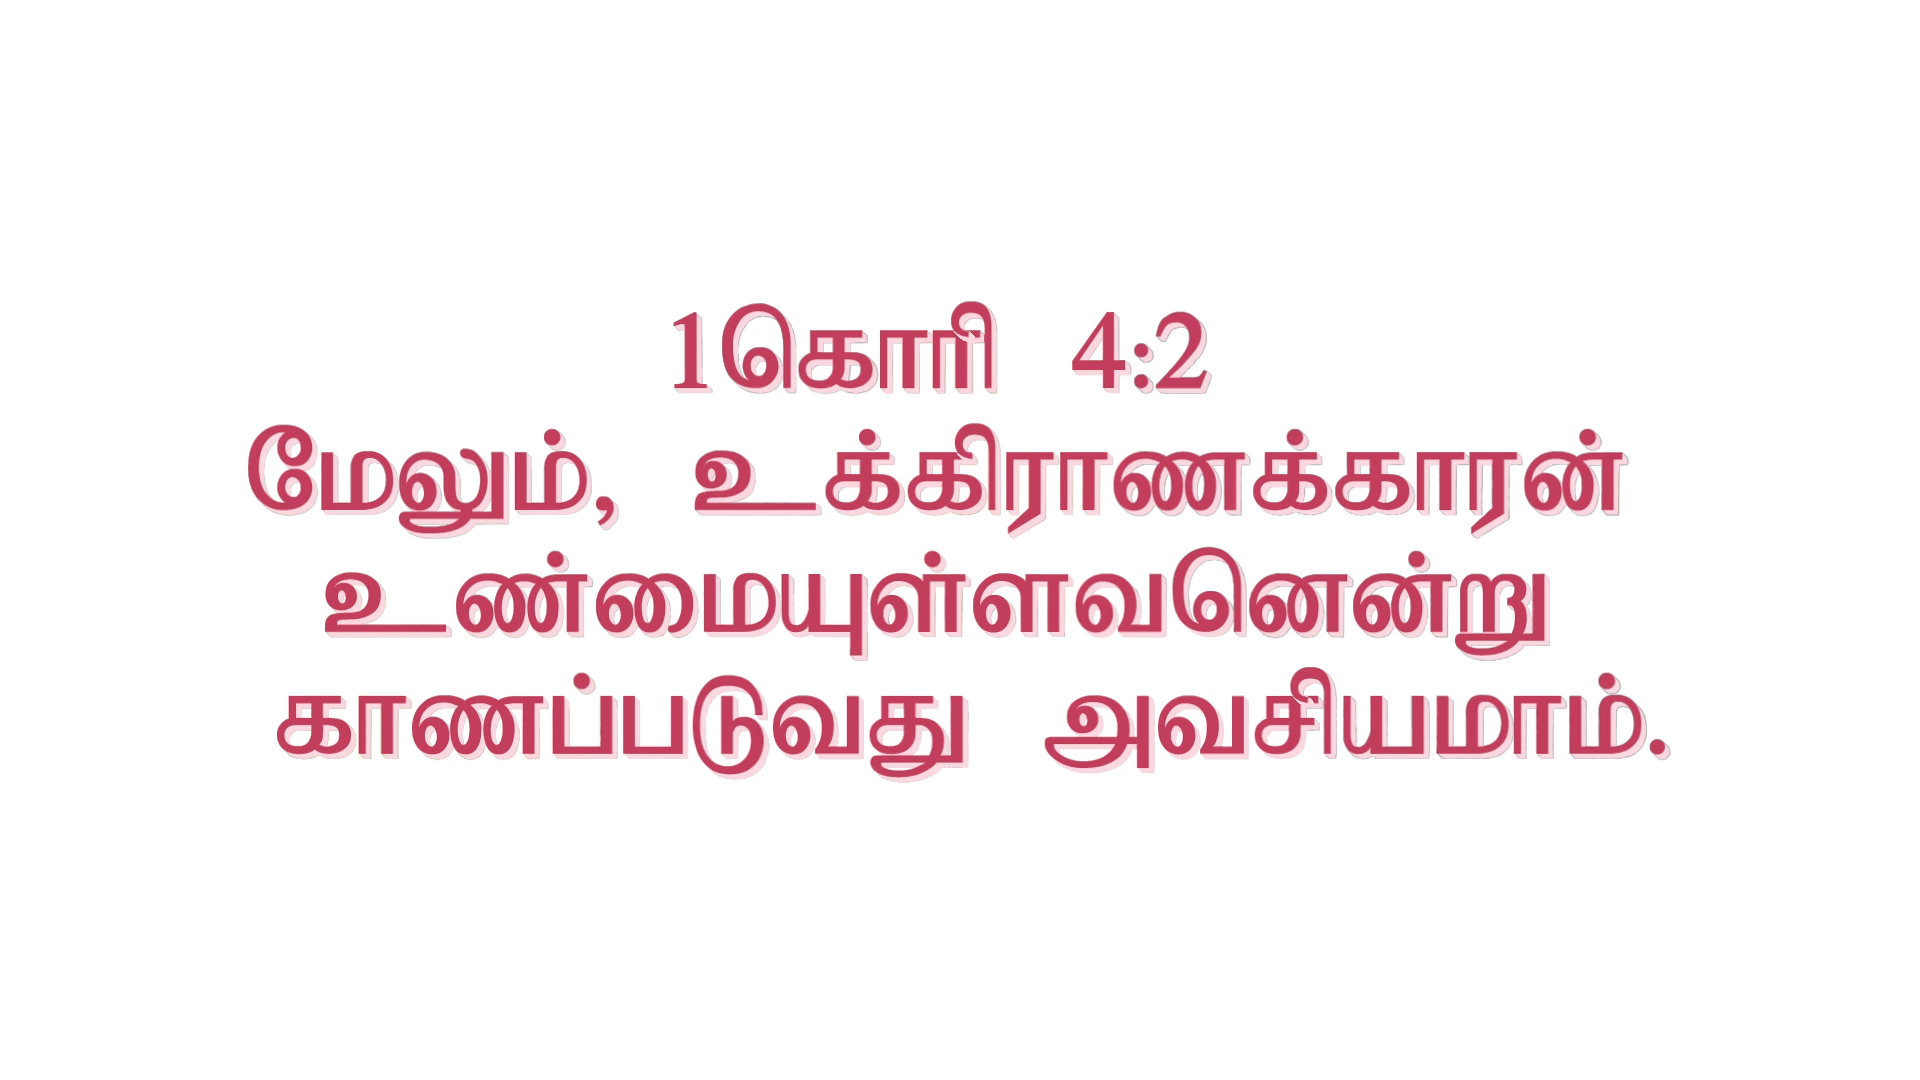 1கொரி 4:2
மேலும், உக்கிராணக்காரன்
உண்மையுள்ளவனென்று
காணப்படுவது அவசியமாம்.